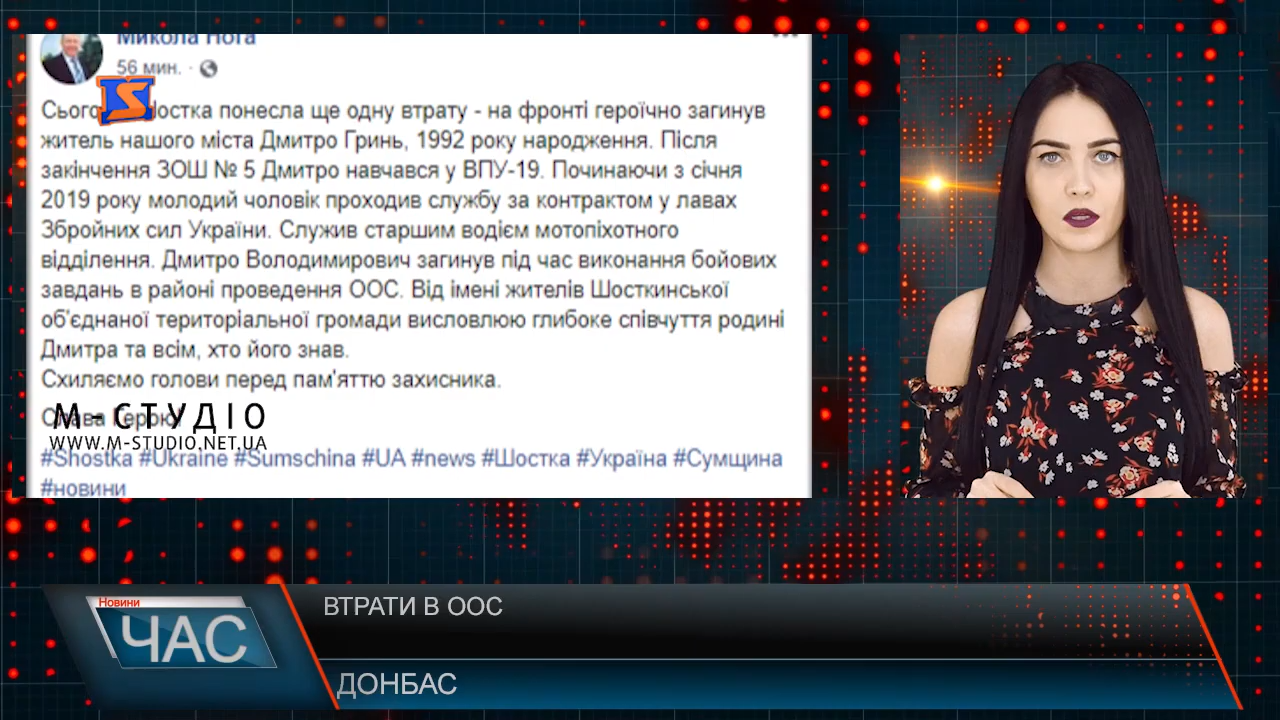 Микола Нога
56 мин.
понесла ще одну втрату - на фронті героїчно загинув
житель нашого міста Дмитро Гринь, 1992 року народження. Після
закінчення ЗОШ № 5 Дмитро навчався у ВПУ-19. Починаючи з січня
2019 року молодий чоловік проходив службу за контрактом у лавах
Збройних сил України. Служив старшим водієм мотопіхотного
відділення. Дмитро Володимирович загинув під час виконання бойових
завдань в районі проведення ООС. Від імені жителів Шосткинської
об'єднаної територіальної громади висловлюю глибоке співчуття родині
Дмитра та всім, хто його знав.
Схиляємо голови перед пам'яттю захисника.
М-СТУДІО
WWW.M-STUDIO.NET.UA
#Shostka #Ukraine #Sumschina #UA #news #Шостка #Україна #Сумщина
#новини
Новини
ЧАС
ВТРАТИ В ООС
ДОНБАС